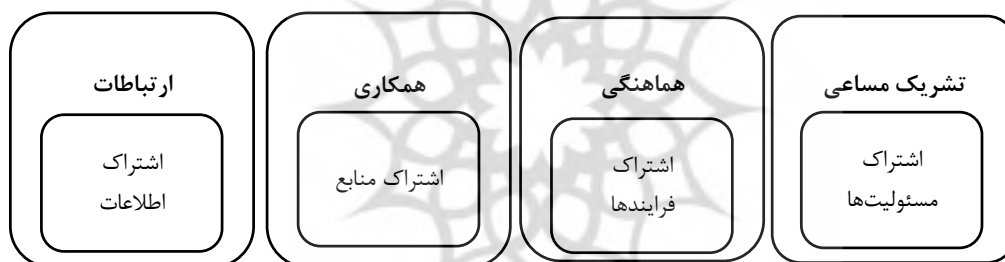 تشریک مساعی
اشتراک
مسئولیت‌ها
هماهنگی
اشتراک
فرایندها
همکاری
اشتراک منابع
ارتباطات
اشتراک
اطلاعات